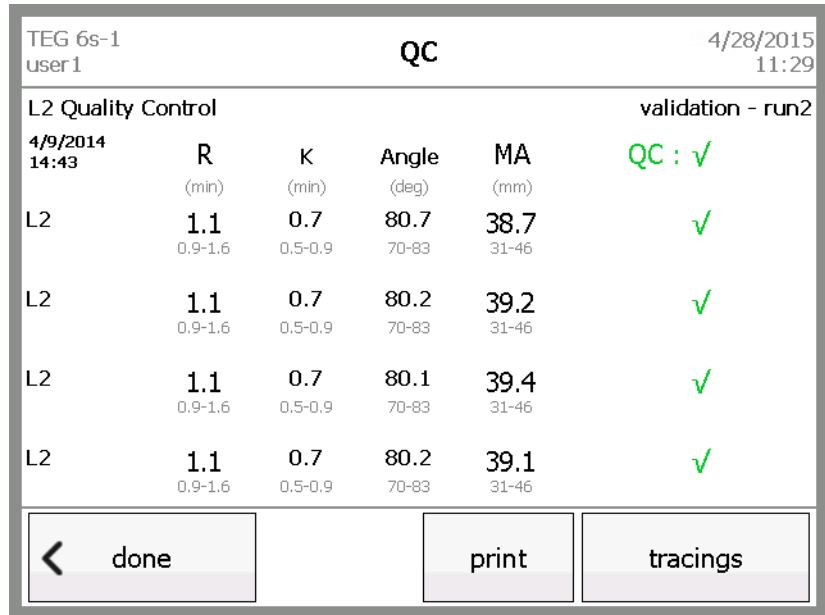 TEG 6s-1 QC 4/28/2015
user1 11:29
L2 Quality Control validation - run2
4/9/2014 R K Angle MA QC : √
14:43
(min) (min) (deg) (mm)
L2 1.1 0.7 80.7 38.7 √
0.9-1.6 0.5-0.9 70-83 31-46
L2 1.1 0.7 80.2 39.2 √
0.9-1.6 0.5-0.9 70-83 31-46
L2 1.1 0.7 80.1 39.4 √
0.9-1.6 0.5-0.9 70-83 31-46
L2 1.1 0.7 80.2 39.1 √
0.9-1.6 0.5-0.9 70-83 31-46
done print tracings